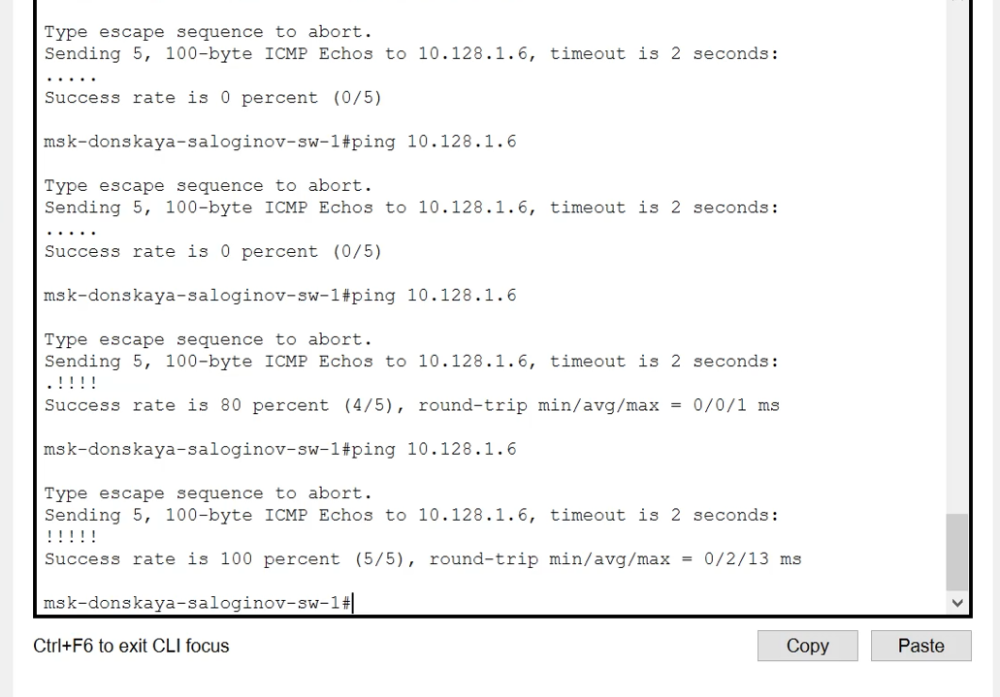 Type escape sequence to abort.
Sending 5, 100-byte ICMP Echos to 10.128.1.6, timeout is 2 seconds:
.....
Success rate is 0 percent (0/5)
msk-donskaya-saloginov-sw-1#ping 10.128.1.6
Type escape sequence to abort.
Sending 5, 100-byte ICMP Echos to 10.128.1.6, timeout is 2 seconds:
.....
Success rate is 0 percent (0/5)
msk-donskaya-saloginov-sw-1#ping 10.128.1.6
Type escape sequence to abort.
Sending 5, 100-byte ICMP Echos to 10.128.1.6, timeout is 2 seconds:
.!!!!
Success rate is 80 percent (4/5), round-trip min/avg/max = 0/0/1 ms
msk-donskaya-saloginov-sw-1#ping 10.128.1.6
Type escape sequence to abort.
Sending 5, 100-byte ICMP Echos to 10.128.1.6, timeout is 2 seconds:
!!!!!
Success rate is 100 percent (5/5), round-trip min/avg/max = 0/2/13 ms
msk-donskaya-saloginov-sw-1#
Ctrl+F6 to exit CLI focus
Copy
Paste